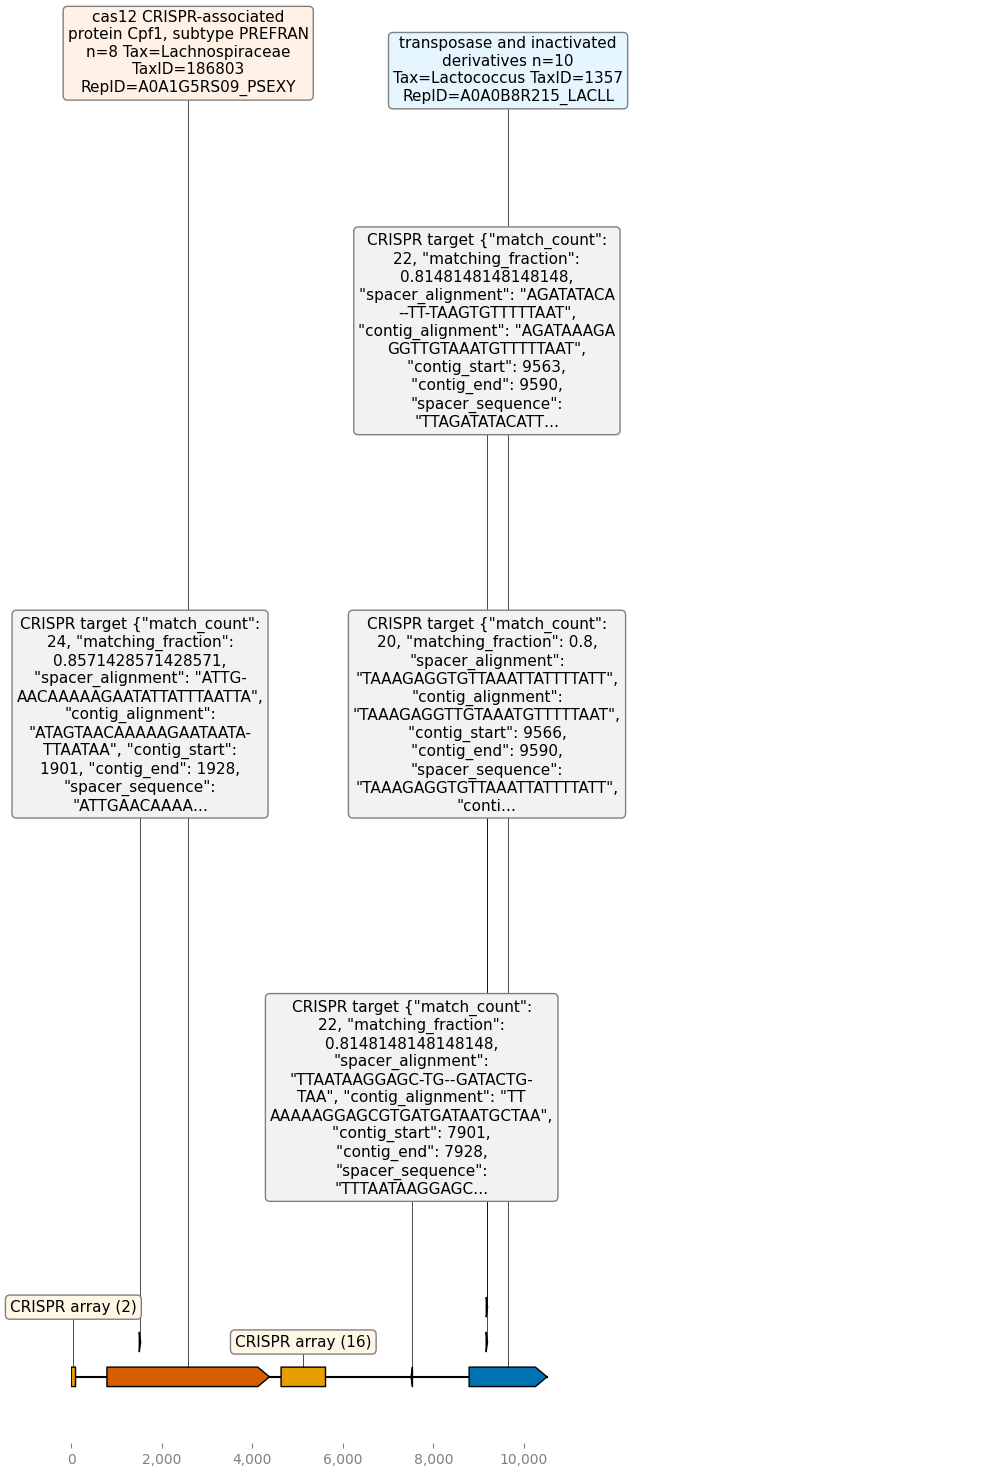 cas12 CRISPR-associated
protein Cpf1, subtype PREFRAN
n=8 Tax=Lachnospiraceae
TaxID=186803
RepID=A0A1G5RS09_PSEXY
transposase and inactivated
derivatives n=10
Tax=Lactococcus TaxID=1357
RepID=A0A0B8R215_LACLL
CRISPR target {"match_count":
22, "matching_fraction":
0.8148148148148148,
"spacer_alignment": "AGATATACA
--TT-TAAGTGTTTTTAAT",
"contig_alignment": "AGATAAAGA
GGTTGTAAATGTTTTTAAT",
"contig_start": 9563,
"contig_end": 9590,
"spacer_sequence":
"TTAGATATACATT...
CRISPR target {"match_count":
24, "matching_fraction":
0.8571428571428571,
"spacer_alignment": "ATTG-
AACAAAAAGAATATTATTTAATTA",
"contig_alignment":
"ATAGTAACAAAAAGAATAATA-
TTAATAA", "contig_start":
1901, "contig_end": 1928,
"spacer_sequence":
"ATTGAACAAAA...
CRISPR target {"match_count":
20, "matching_fraction": 0.8,
"spacer_alignment":
"TAAAGAGGTGTTAAATTATTTTATT",
"contig_alignment":
"TAAAGAGGTTGTAAATGTTTTTAAT",
"contig_start": 9566,
"contig_end": 9590,
"spacer_sequence":
"TAAAGAGGTGTTAAATTATTTTATT",
"conti...
CRISPR target {"match_count":
22, "matching_fraction":
0.8148148148148148,
"spacer_alignment":
"TTAATAAGGAGC-TG--GATACTG-
TAA", "contig_alignment": "TT
AAAAAGGAGCGTGATGATAATGCTAA",
"contig_start": 7901,
"contig_end": 7928,
"spacer_sequence":
"TTTAATAAGGAGC...
CRISPR array (2)
CRISPR array (16)
0 2,000 4,000 6,000 8,000 10,000